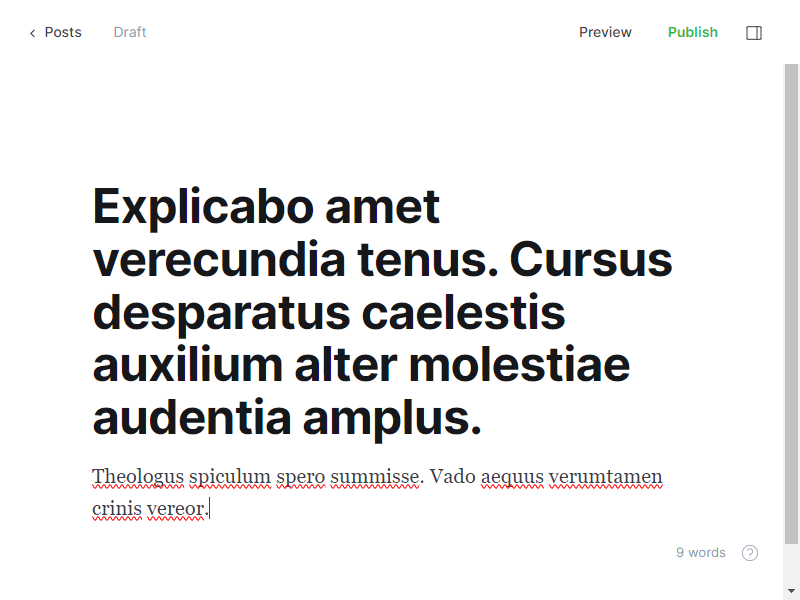 Posts Draft Preview Publish
Explicabo amet
verecundia tenus. Cursus
desparatus caelestis
auxilium alter molestiae
audentia amplus.
Theologus spiculum spero summisse. Vado aequus verumtamen
crinis vereor.
9 words ?